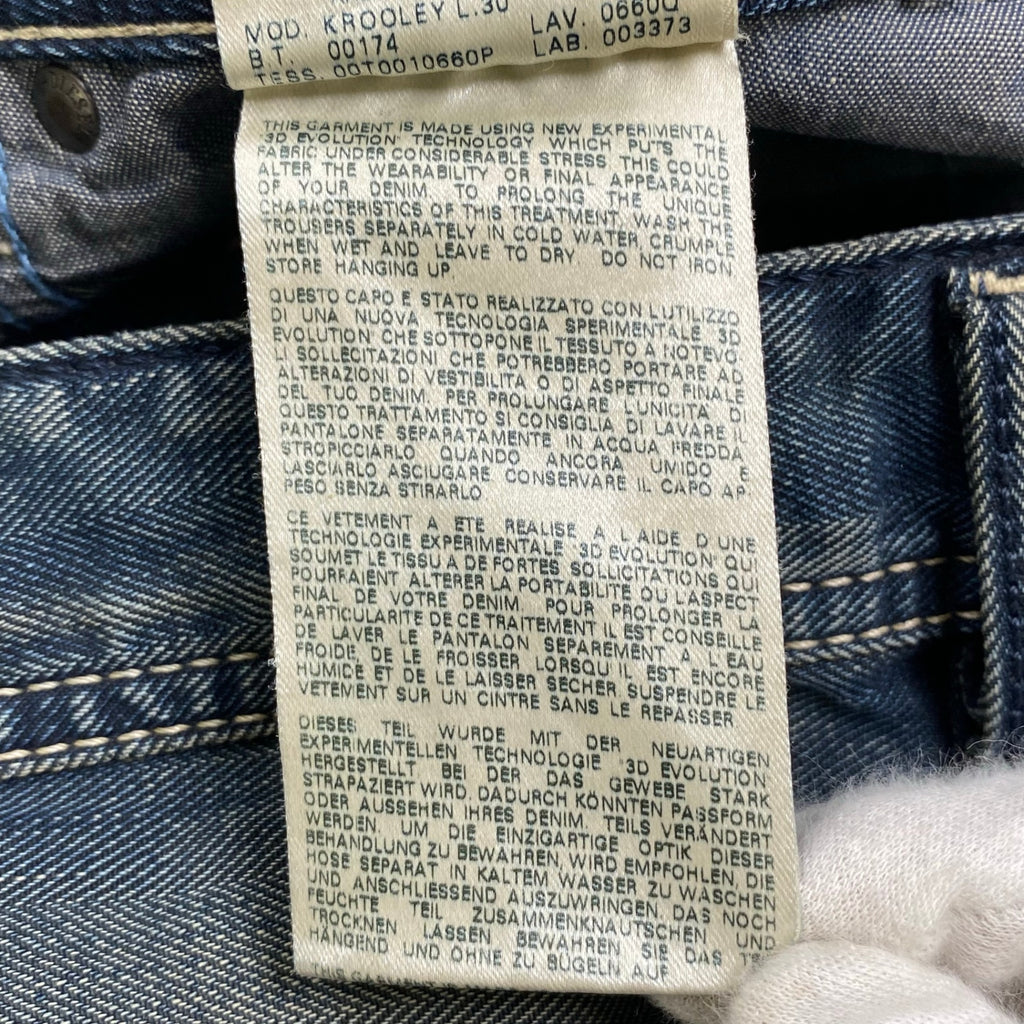 MOD. KROOLEY L.30
B.T. 00174
TESS. 00T0010660P
LAV. 0660Q
LAB. 003373
THIS GARMENT IS MADE USING NEW EXPERIMENTAL
3D EVOLUTION TECHNOLOGY WHICH PUTS THE
FABRIC UNDER CONSIDERABLE STRESS THIS COULD
ALTER THE WEARABILITY OR FINAL APPEARANCE
OF YOUR DENIM. TO PROLONG THE UNIQUE
CHARACTERISTICS OF THIS TREATMENT, WASH THE
TROUSERS SEPARATELY IN COLD WATER, CRUMPLE
WHEN WET AND LEAVE TO DRY. DO NOT IRON
STORE HANGING UP
QUESTO CAPO E STATO REALIZZATO CON LUTILIZZO
DI UNA NUOVA TECNOLOGIA SPERIMENTALE 3D
EVOLUTION CHE SOTTOPONE IL TESSUTO A NOTEVO
LI SOLLECITAZIONI CHE POTREBBERO PORTARE AD
ALTERAZIONI DI VESTIBILITA O DI ASPETTO FINALE
DEL TUO DENIM. PER PROLUNGARE LUNICITA DI
QUESTO TRATTAMENTO SI CONSIGLIA DI LAVARE IL
PANTALONE SEPARATAMENTE IN ACQUA FREDDA
STROPICCIARLO QUANDO ANCORA UMIDO E
LASCIARLO ASCIUGARE CONSERVARE IL CAPO AP
PESO SENZA STIRARLO
CE VETEMENT A ETE REALISE A L'AIDE D UNE
TECHNOLOGIE EXPERIMENTALE 3D EVOLUTION QUI
SOUMET LE TISSU A DE FORTES SOLLICITATIONS QUI
POURRAIENT ALTERER LA PORTABILITE OU LASPECT
FINAL DE VOTRE DENIM. POUR PROLONGER LA
PARTICULARITE DE CE TRAITEMENT IL EST CONSEILLE
DE LAVER LE PANTALON SEPAREMENT A L EAU
FROIDE, DE LE FROISSER LORSQU'IL EST ENCORE
HUMIDE ET DE LE LAISSER SECHER, SUSPENDRE LE
VETEMENT SUR UN CINTRE SANS LE REPASSER
DIESES TEIL WURDE MIT DER NEUARTIGEN
EXPERIMENTELLEN TECHNOLOGIE 3D EVOLUTION
HERGESTELLT BEI DER DAS GEWEBE STARK
STRAPAZIERT WIRD, DADURCH KÖNNTEN PASSFORM
ODER AUSSEHEN IHRES DENIM. TEILS VERÄNDERT
WERDEN. UM DIE EINZIGARTIGE OPTIK DIESER
BEHANDLUNG ZU BEWAHREN, WIRD EMPFOHLEN, DIE
HOSE SEPARAT IN KALTEM WASSER ZU WASCHEN
UND ANSCHLIESSEND AUSZUWRINGEN, DAS NOCH
FEUCHTE TEIL ZUSAMMENKNAUTSCHEN UND
TROCKNEN LASSEN BEWAHREN SIE DAS
HÄNGEND UND OHNE ZU BÜGELN AUF
THIS GARMENT